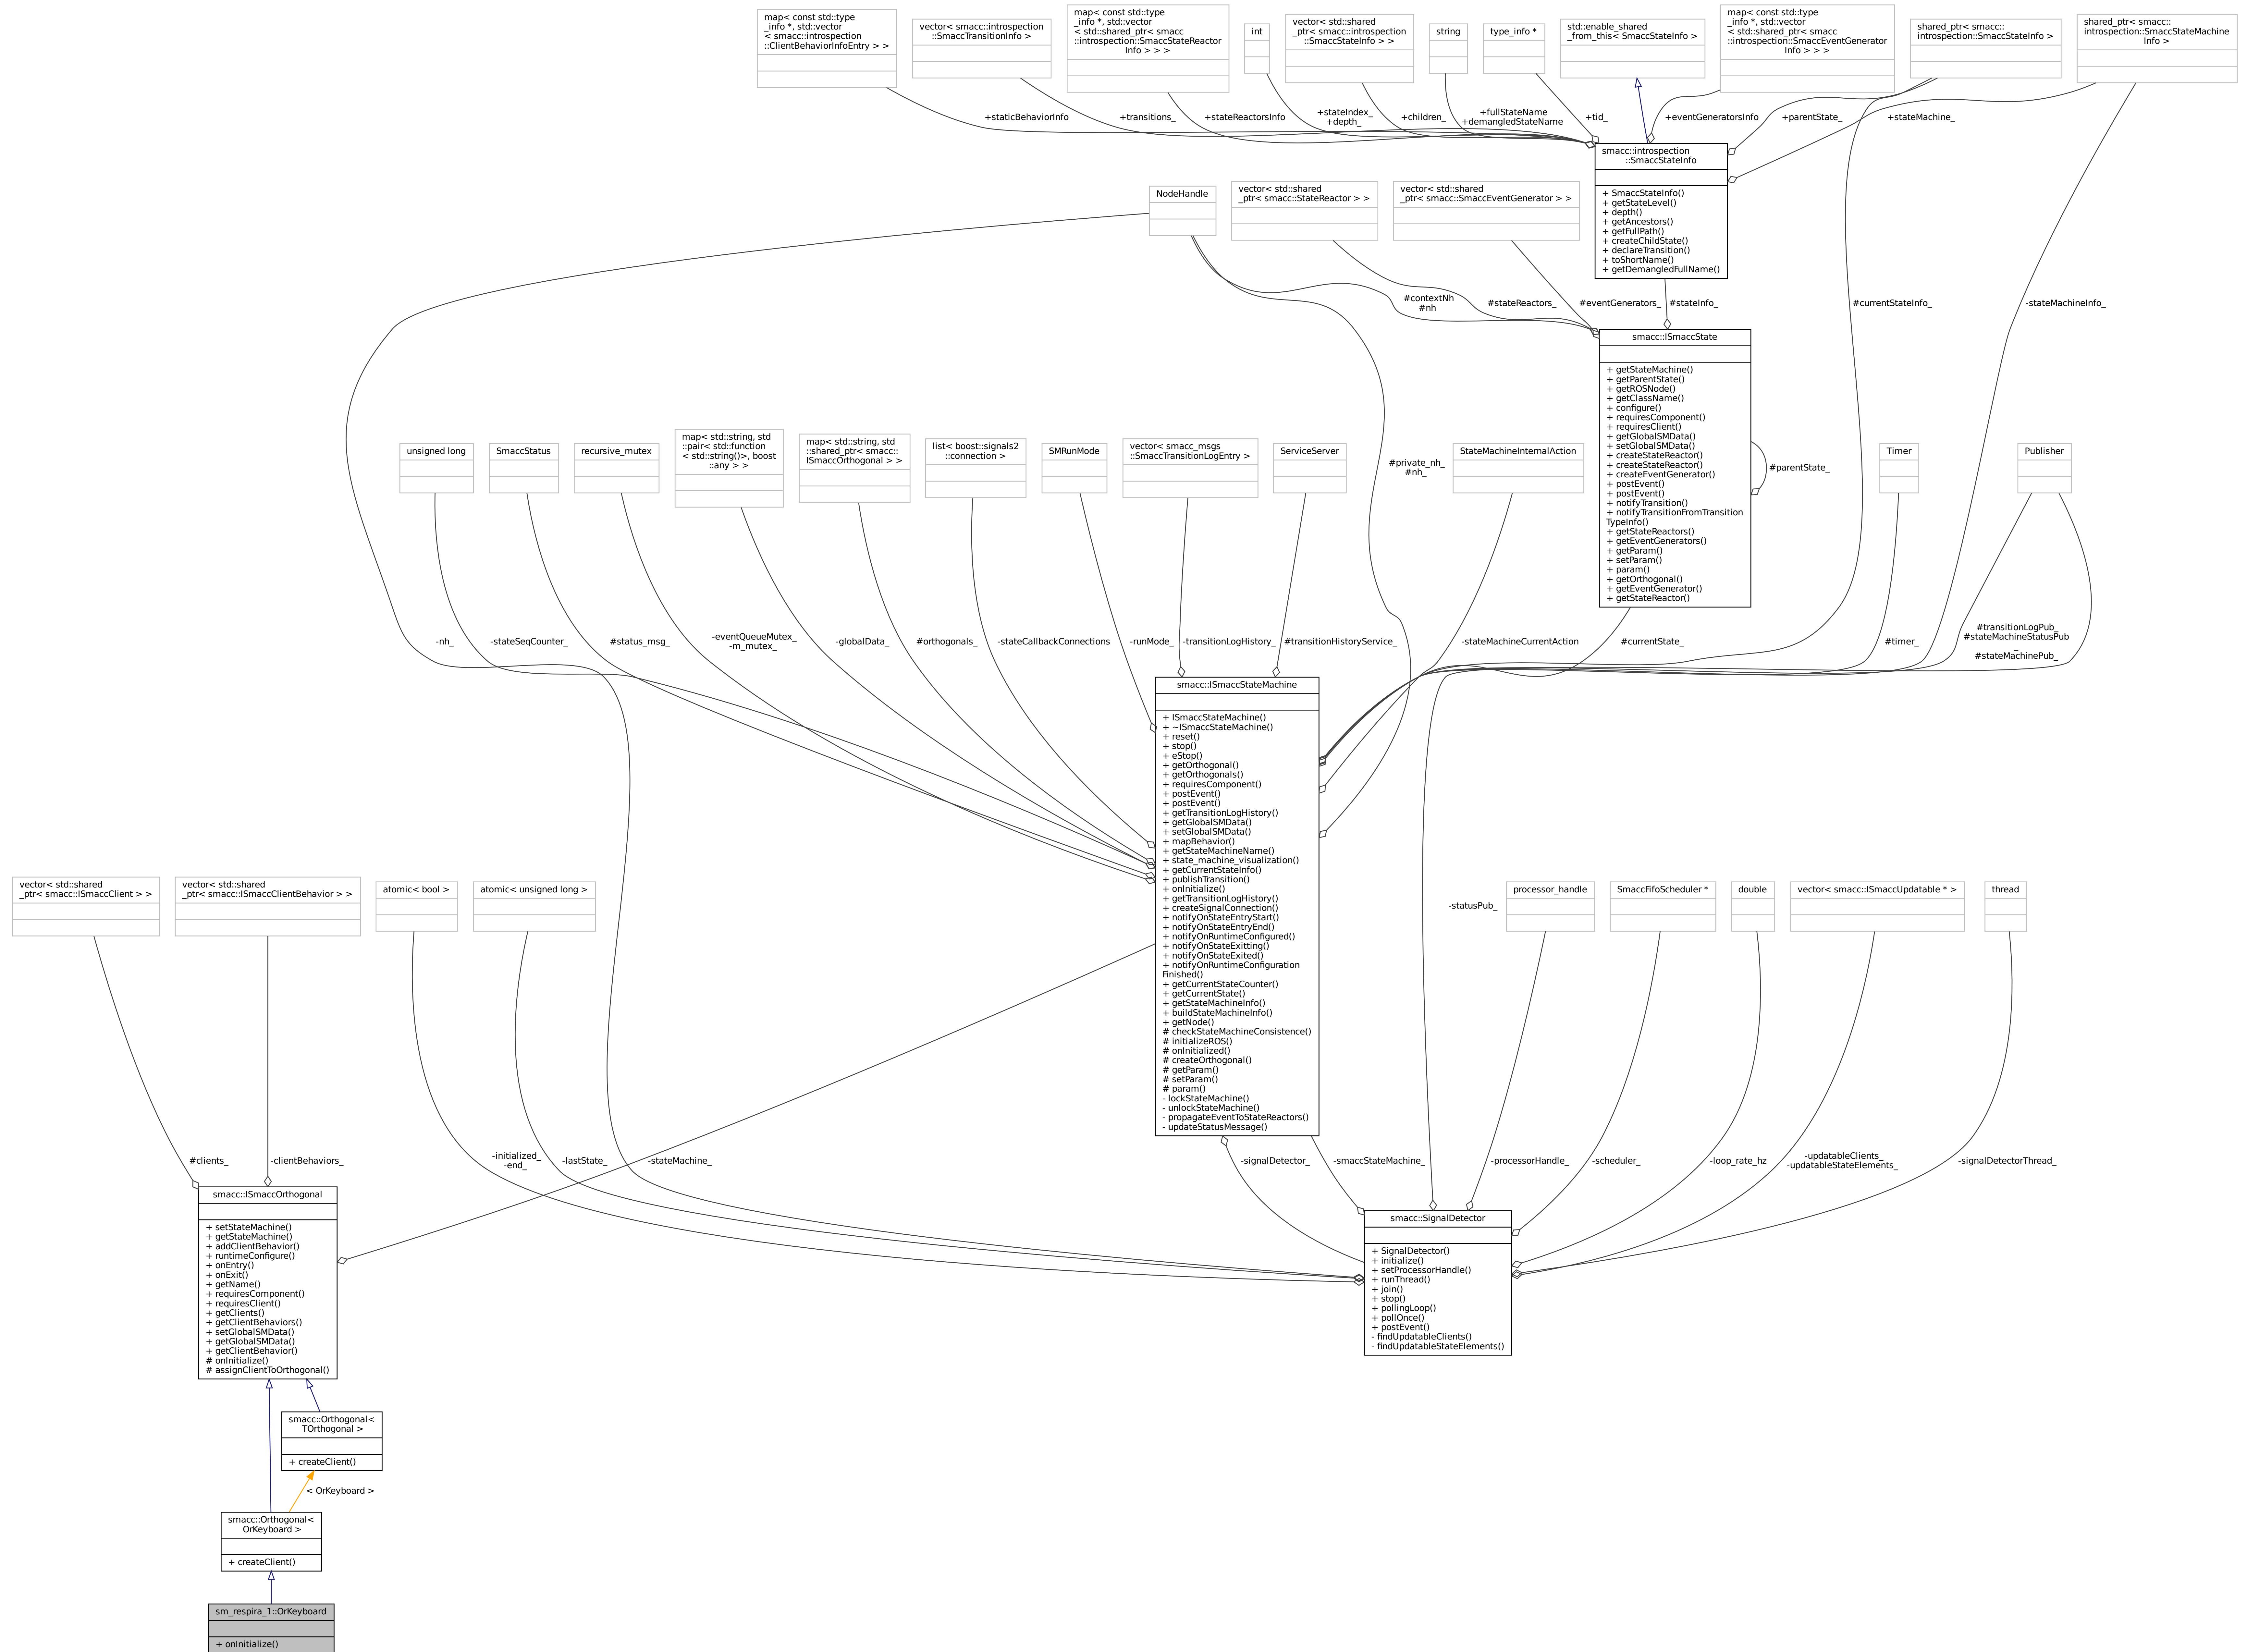 map< const std::type
_info *, std::vector
< smacc::introspection
::ClientBehaviorInfoEntry > >
vector< smacc::introspection
::SmaccTransitionInfo >
map< const std::type
_info *, std::vector
< std::shared_ptr< smacc
::introspection::SmaccStateReactor
Info > > >
int
vector< std::shared
_ptr< smacc::introspection
::SmaccStateInfo > >
string
type_info *
std::enable_shared
_from_this< SmaccStateInfo >
map< const std::type
_info *, std::vector
< std::shared_ptr< smacc
::introspection::SmaccEventGenerator
Info > > >
shared_ptr< smacc::
introspection::SmaccStateInfo >
shared_ptr< smacc::
introspection::SmaccStateMachine
Info >
+staticBehaviorInfo
+transitions_
+stateReactorsInfo
+stateIndex_
+depth_
+children_
+fullStateName
+demangledStateName
+tid_
+eventGeneratorsInfo
+parentState_
+stateMachine_
smacc::introspection
::SmaccStateInfo
+ SmaccStateInfo()
+ getStateLevel()
+ depth()
+ getAncestors()
+ getFullPath()
+ createChildState()
+ declareTransition()
+ toShortName()
+ getDemangledFullName()
NodeHandle
vector< std::shared
_ptr< smacc::StateReactor > >
vector< std::shared
_ptr< smacc::SmaccEventGenerator > >
#contextNh
#nh
#stateReactors_
#eventGenerators_
#stateInfo_
#currentStateInfo_
-stateMachineInfo_
smacc::ISmaccState
+ getStateMachine()
+ getParentState()
+ getROSNode()
+ getClassName()
+ configure()
+ requiresComponent()
+ requiresClient()
+ getGlobalSMData()
+ setGlobalSMData()
+ createStateReactor()
+ createStateReactor()
+ createEventGenerator()
+ postEvent()
+ postEvent()
+ notifyTransition()
+ notifyTransitionFromTransition
TypeInfo()
+ getStateReactors()
+ getEventGenerators()
+ getParam()
+ setParam()
+ param()
+ getOrthogonal()
+ getEventGenerator()
+ getStateReactor()
#parentState_
unsigned long
SmaccStatus
recursive_mutex
map< std::string, std
::pair< std::function
< std::string()>, boost
::any > >
map< std::string, std
::shared_ptr< smacc::
ISmaccOrthogonal > >
list< boost::signals2
::connection >
SMRunMode
vector< smacc_msgs
::SmaccTransitionLogEntry >
ServiceServer
#private_nh_
#nh_
StateMachineInternalAction
Timer
Publisher
-nh_
-stateSeqCounter_
#status_msg_
-eventQueueMutex_
-m_mutex_
-globalData_
#orthogonals_
-stateCallbackConnections
-runMode_
-transitionLogHistory_
#transitionHistoryService_
-stateMachineCurrentAction
#currentState_
#timer_
#transitionLogPub_
#stateMachineStatusPub
_
#stateMachinePub_
smacc::ISmaccStateMachine
+ ISmaccStateMachine()
+ ~ISmaccStateMachine()
+ reset()
+ stop()
+ eStop()
+ getOrthogonal()
+ getOrthogonals()
+ requiresComponent()
+ postEvent()
+ postEvent()
+ getTransitionLogHistory()
+ getGlobalSMData()
+ setGlobalSMData()
+ mapBehavior()
+ getStateMachineName()
+ state_machine_visualization()
+ getCurrentStateInfo()
+ publishTransition()
+ onInitialize()
+ getTransitionLogHistory()
+ createSignalConnection()
+ notifyOnStateEntryStart()
+ notifyOnStateEntryEnd()
+ notifyOnRuntimeConfigured()
+ notifyOnStateExitting()
+ notifyOnStateExited()
+ notifyOnRuntimeConfiguration
Finished()
+ getCurrentStateCounter()
+ getCurrentState()
+ getStateMachineInfo()
+ buildStateMachineInfo()
+ getNode()
# checkStateMachineConsistence()
# initializeROS()
# onInitialized()
# createOrthogonal()
# getParam()
# setParam()
# param()
- lockStateMachine()
- unlockStateMachine()
- propagateEventToStateReactors()
- updateStatusMessage()
vector< std::shared
_ptr< smacc::ISmaccClient > >
vector< std::shared
_ptr< smacc::ISmaccClientBehavior > >
atomic< bool >
atomic< unsigned long >
-statusPub_
processor_handle
SmaccFifoScheduler *
double
vector< smacc::ISmaccUpdatable * >
thread
#clients_
-clientBehaviors_
-initialized_
-end_
-lastState_
-stateMachine_
-signalDetector_
-smaccStateMachine_
-processorHandle_
-scheduler_
-loop_rate_hz
-updatableClients_
-updatableStateElements_
-signalDetectorThread_
smacc::ISmaccOrthogonal
+ setStateMachine()
+ getStateMachine()
+ addClientBehavior()
+ runtimeConfigure()
+ onEntry()
+ onExit()
+ getName()
+ requiresComponent()
+ requiresClient()
+ getClients()
+ getClientBehaviors()
+ setGlobalSMData()
+ getGlobalSMData()
+ getClientBehavior()
# onInitialize()
# assignClientToOrthogonal()
smacc::SignalDetector
+ SignalDetector()
+ initialize()
+ setProcessorHandle()
+ runThread()
+ join()
+ stop()
+ pollingLoop()
+ pollOnce()
+ postEvent()
- findUpdatableClients()
- findUpdatableStateElements()
smacc::Orthogonal<
TOrthogonal >
+ createClient()
< OrKeyboard >
smacc::Orthogonal<
OrKeyboard >
+ createClient()
sm_respira_1::OrKeyboard
+ onInitialize()